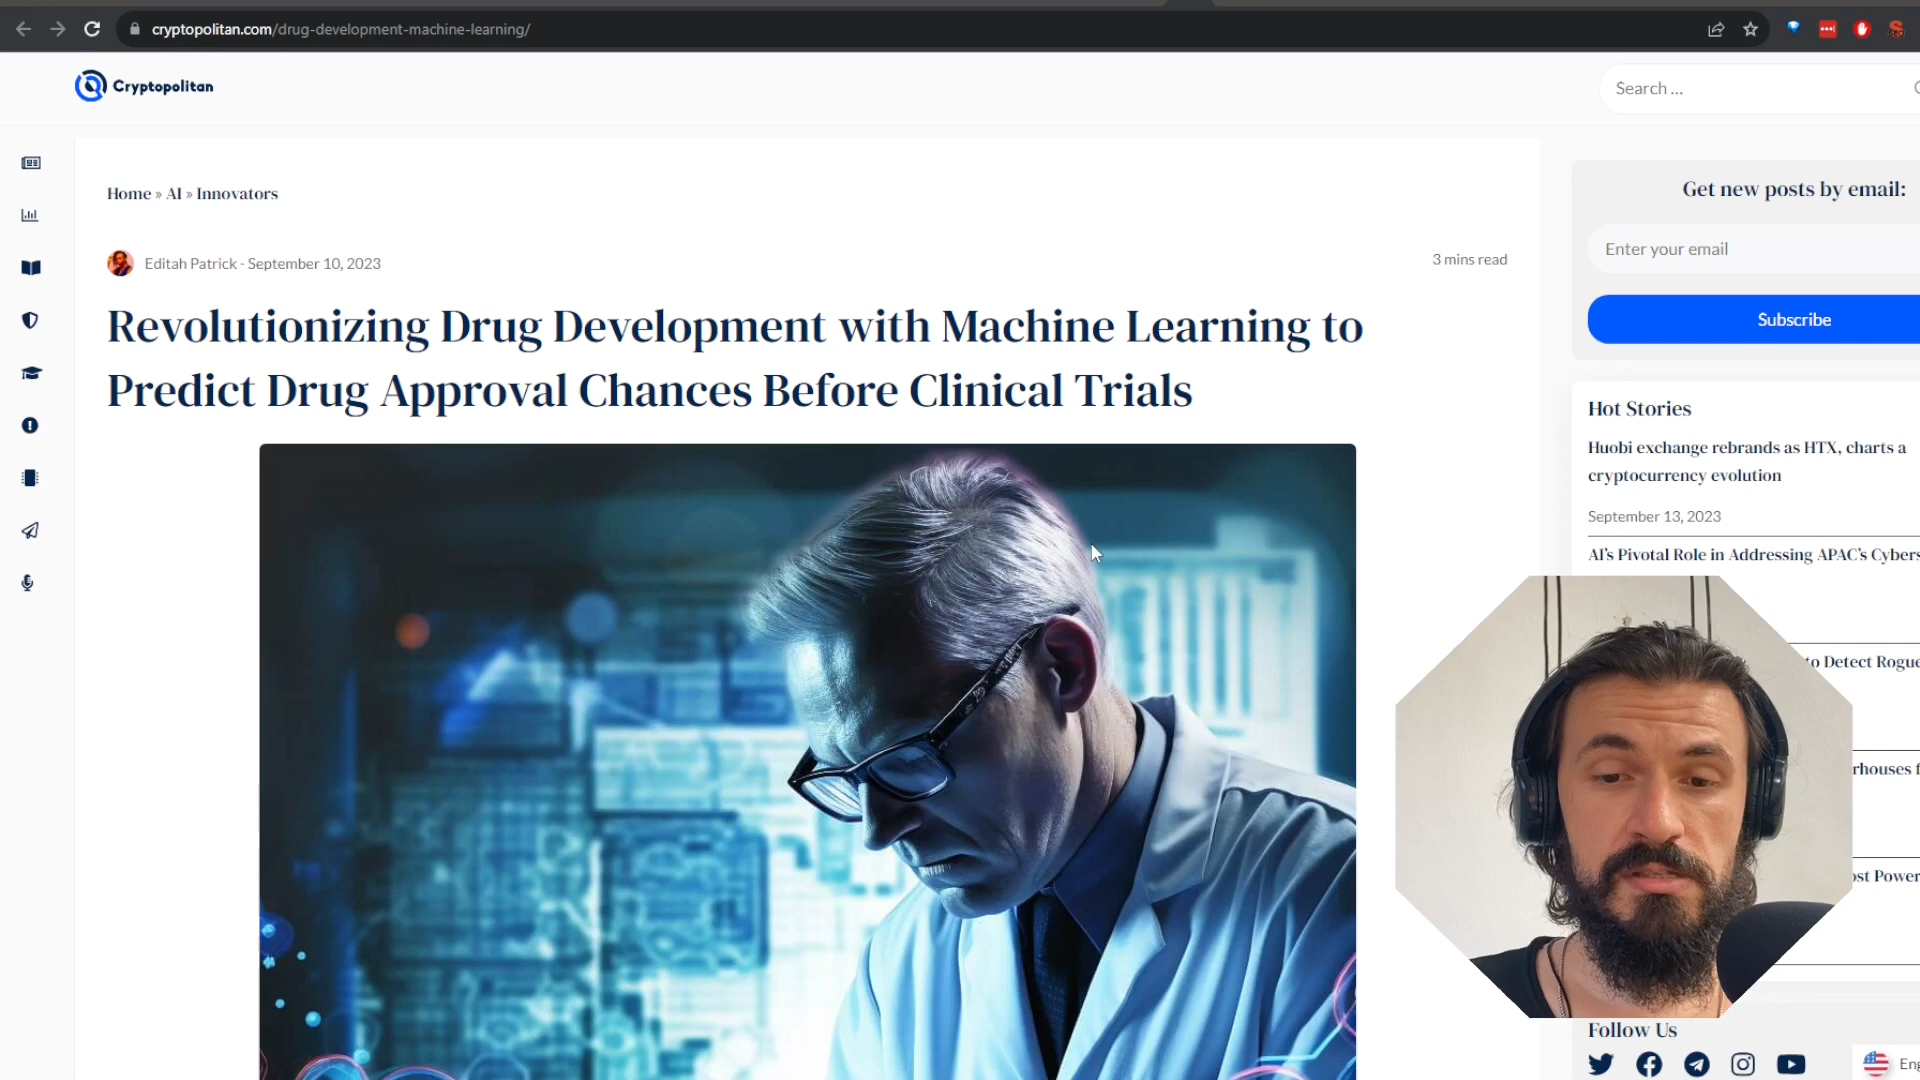 cryptopolitan.com/drug-development-machine-learning/
Cryptopolitan
Search ...
Home » AI » Innovators
Editah Patrick - September 10, 2023
3 mins read
Revolutionizing Drug Development with Machine Learning to
Predict Drug Approval Chances Before Clinical Trials
Get new posts by email:
Enter your email
Subscribe
Hot Stories
Huobi exchange rebrands as HTX, charts a
cryptocurrency evolution
September 13, 2023
AI's Pivotal Role in Addressing APAC's Cybers
to Detect Rogue
rhouses f
ost Power
Follow Us
Eng